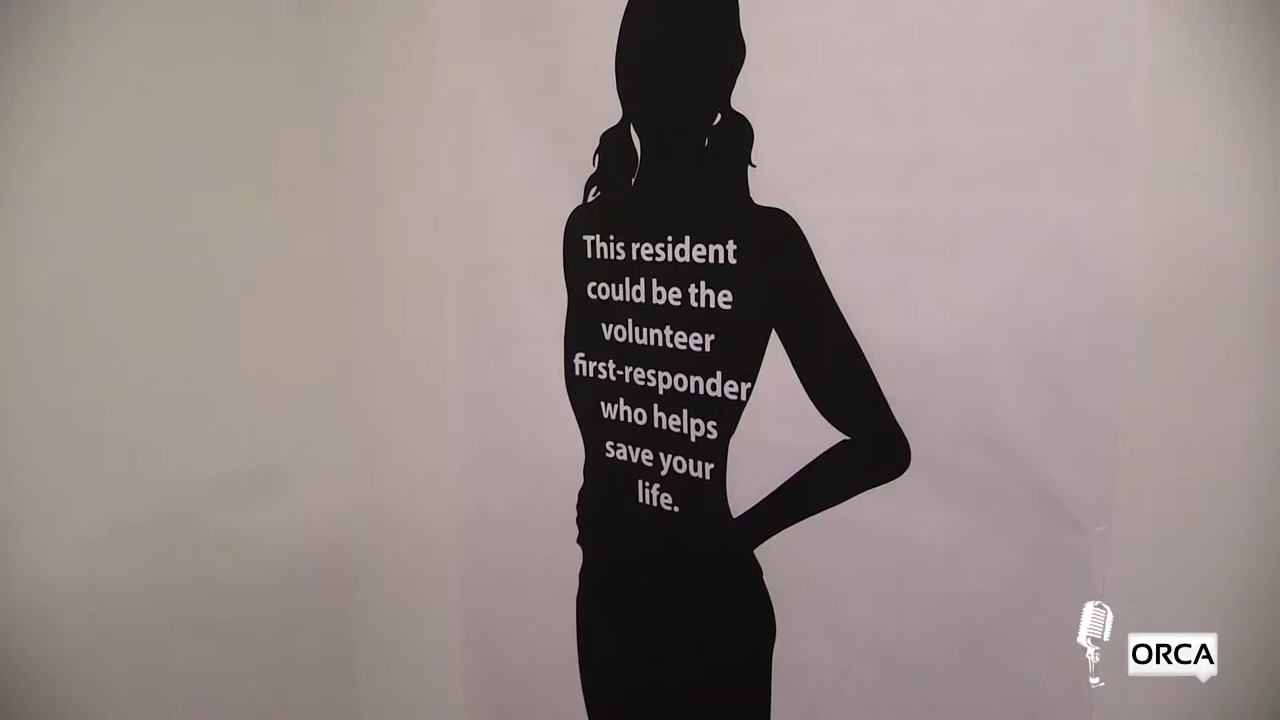 This resident
could be the
volunteer
first-responder
who helps
save your
life.
ORCA